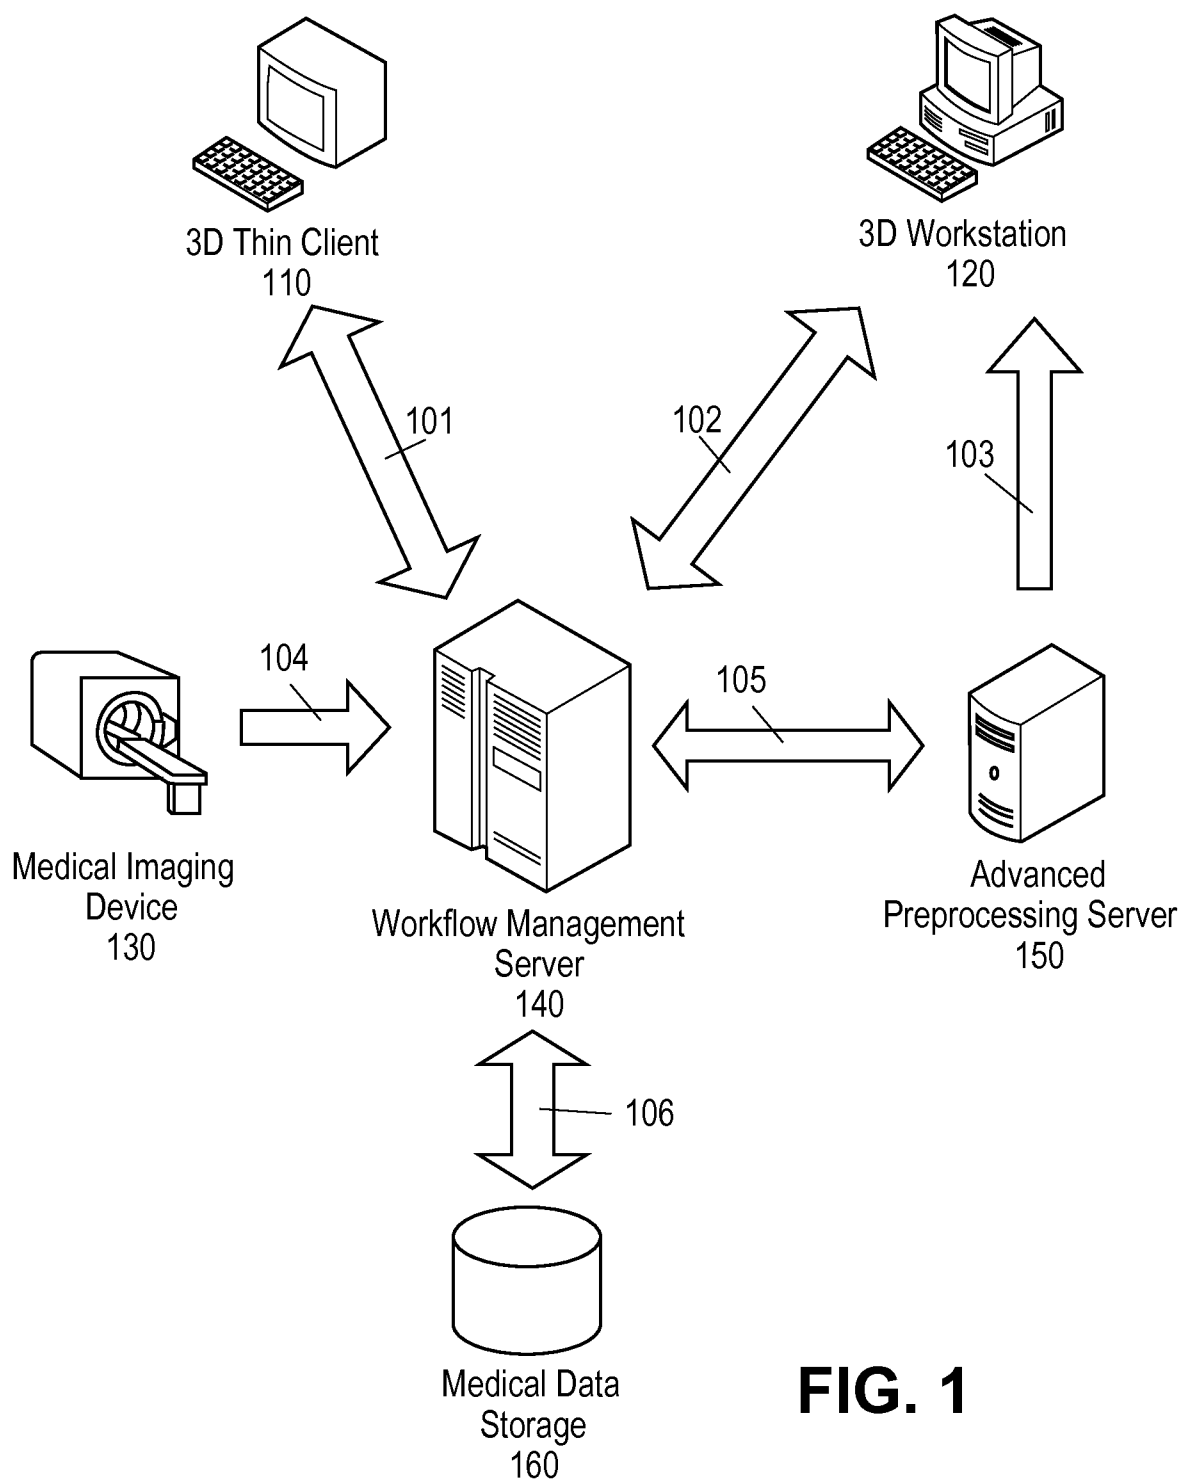 3D Thin Client
110
3D Workstation
120
101
102
103
104
105
Medical Imaging
Device
130
Workflow Management
Server
140
Advanced
Preprocessing Server
150
106
Medical Data
Storage
160
FIG. 1